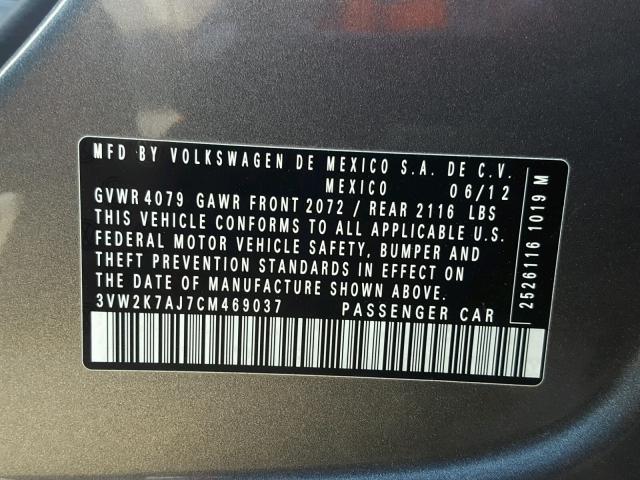 MFD BY VOLKSWAGEN DE MEXICO S.A. DE C.V.
MEXICO 06/12
GVWR 4079 GAWR FRONT 2072 / REAR 2116 LBS
THIS VEHICLE CONFORMS TO ALL APPLICABLE U.S.
FEDERAL MOTOR VEHICLE SAFETY, BUMPER AND
THEFT PREVENTION STANDARDS IN EFFECT ON
THE DATE OF MANUFACTURE SHOWN ABOVE.
3VW2K7AJ7CM469037 PASSENGER CAR
2526116 1019 M